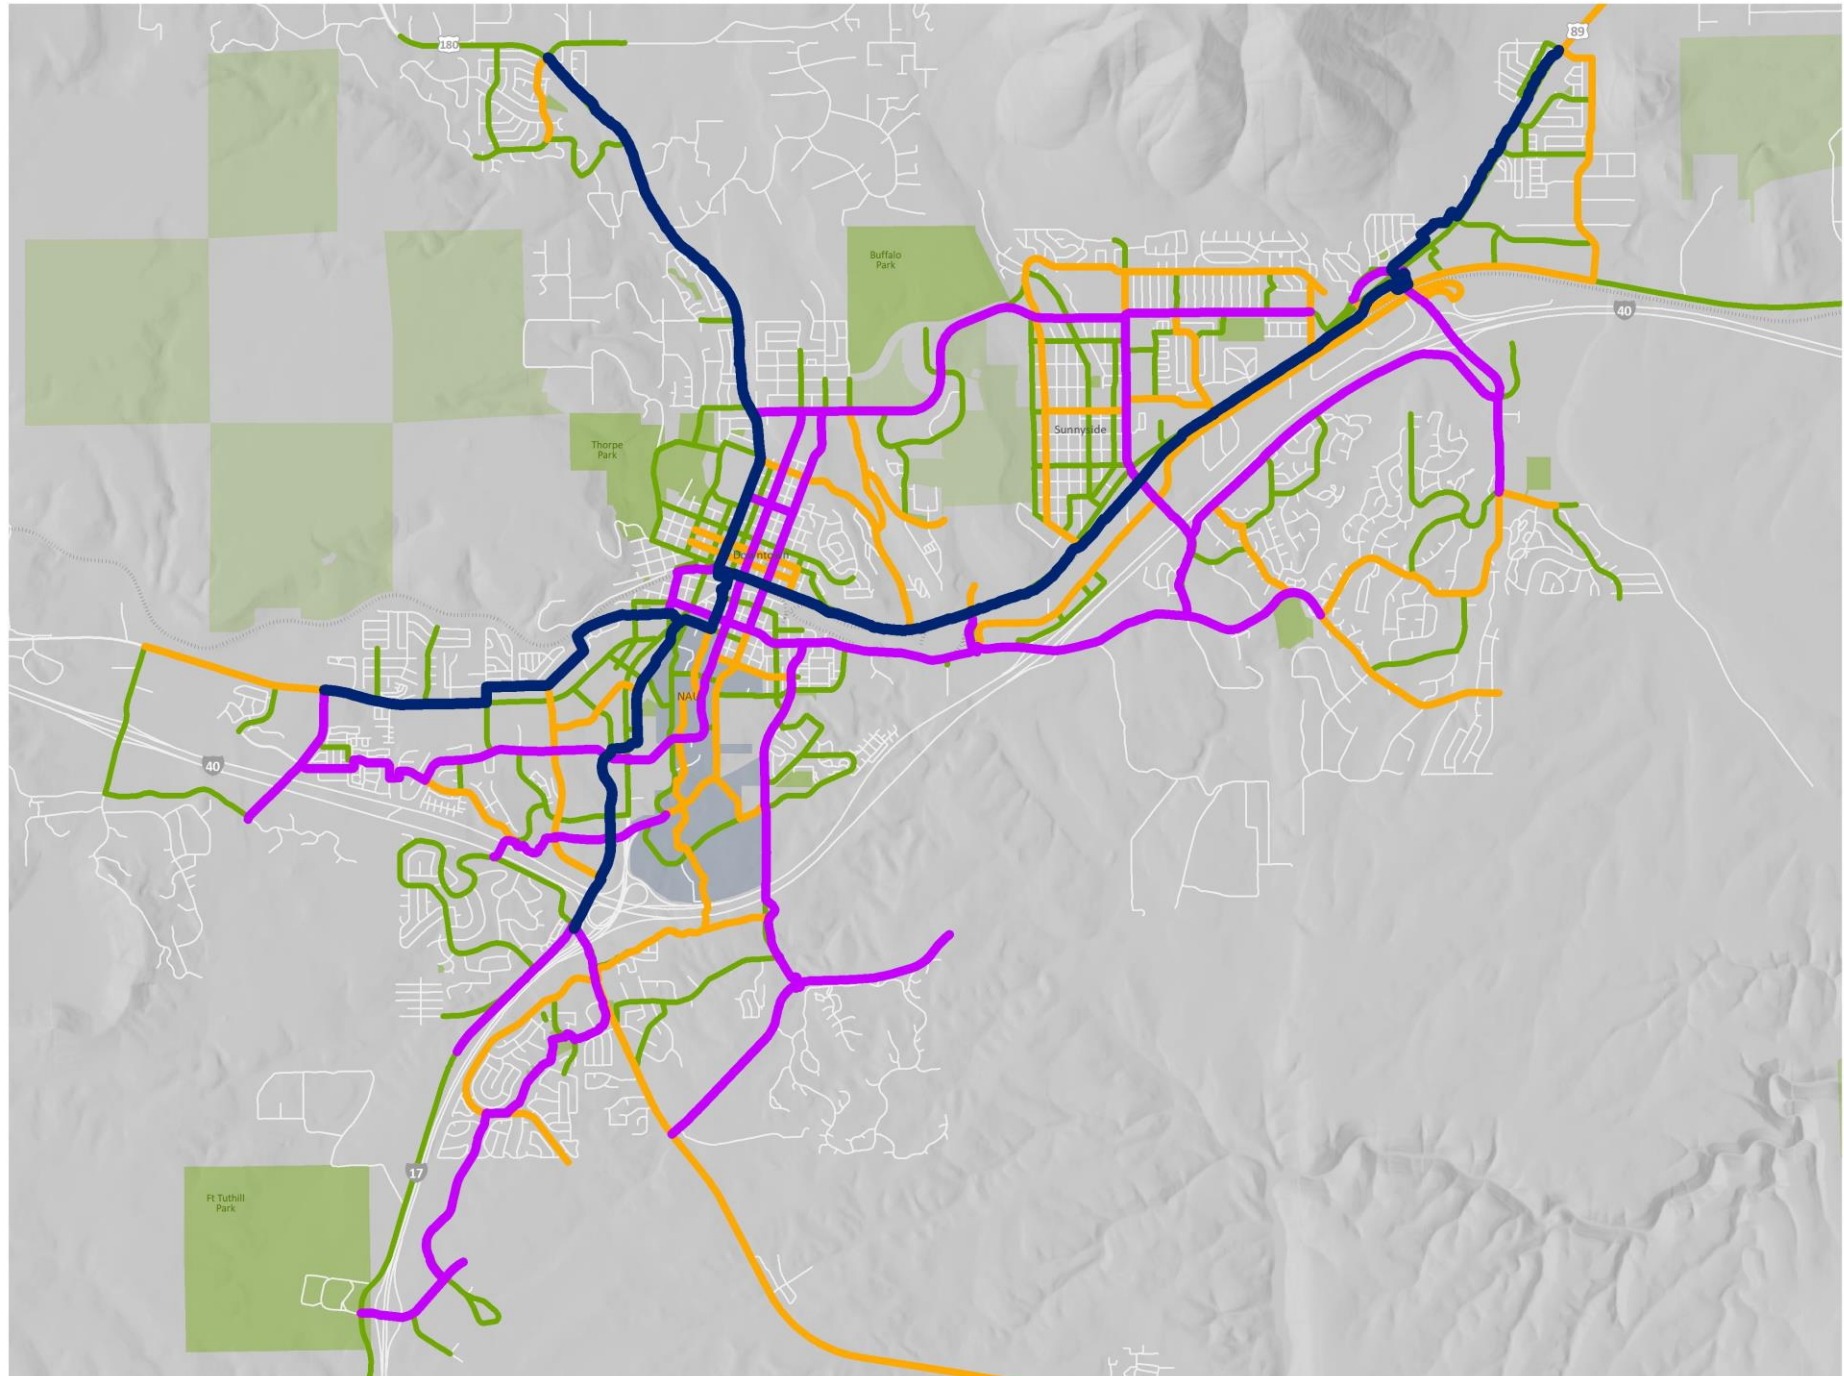 180
89
Buffalo
Park
40
Sunnyside
Thorpe
Park
Downtown
NAU
40
17
Ft Tuthill
Park